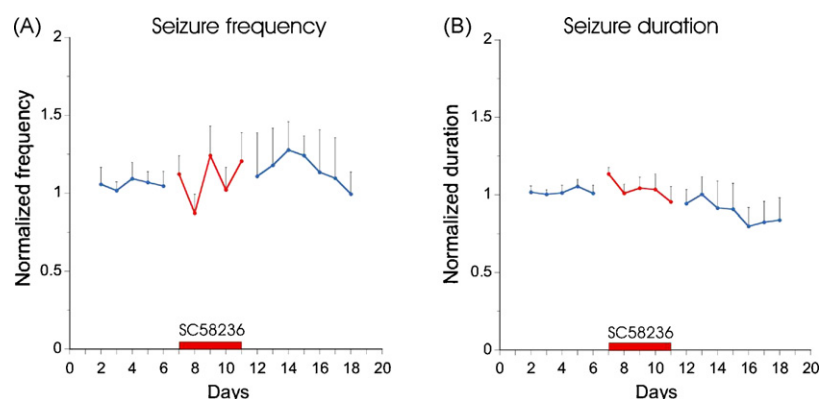 (A) Seizure frequency
Normalized frequency
2
1.5
1
0.5
0
SC58236
0 2 4 6 8 10 12 14 16 18 20
Days
(B) Seizure duration
Normalized duration
2
1.5
1
0.5
0
SC58236
0 2 4 6 8 10 12 14 16 18 20
Days